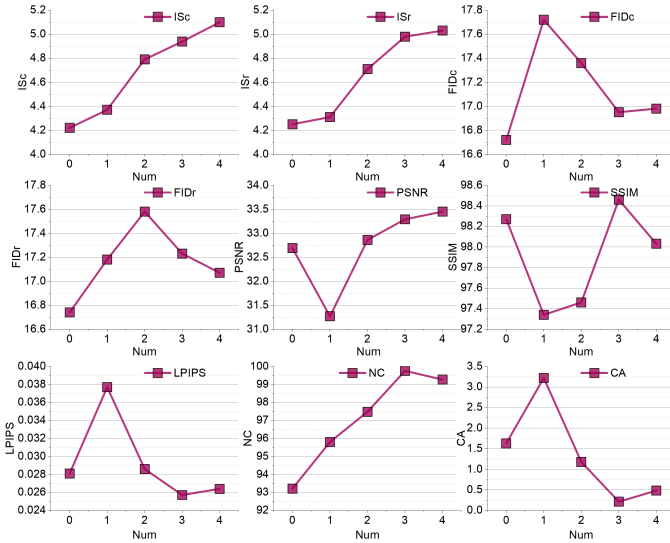 ISc
5.2
5.0
4.8
4.6
4.4
4.2
4.0
ISc
0 1 2 3 4
Num
ISr
5.2
5.0
4.8
4.6
4.4
4.2
4.0
ISr
0 1 2 3 4
Num
FIDc
17.8
17.6
17.4
17.2
17.0
16.8
16.6
FIDc
0 1 2 3 4
Num
FIDr
17.8
17.6
17.4
17.2
17.0
16.8
16.6
FIDr
0 1 2 3 4
Num
PSNR
34.0
33.5
33.0
32.5
32.0
31.5
31.0
PSNR
0 1 2 3 4
Num
SSIM
98.6
98.4
98.2
98.0
97.8
97.6
97.4
97.2
SSIM
0 1 2 3 4
Num
LPIPS
0.040
0.038
0.036
0.034
0.032
0.030
0.028
0.026
0.024
LPIPS
0 1 2 3 4
Num
NC
100
99
98
97
96
95
94
93
92
NC
0 1 2 3 4
Num
CA
3.5
3.0
2.5
2.0
1.5
1.0
0.5
0.0
CA
0 1 2 3 4
Num